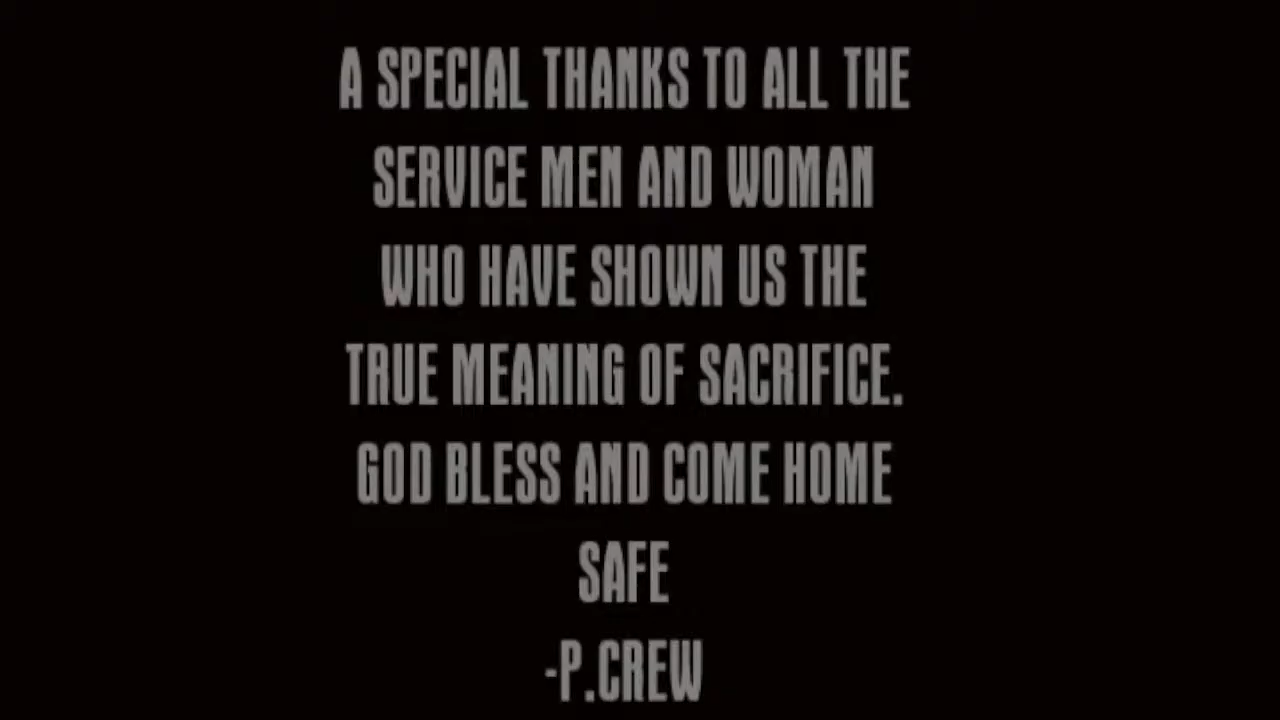 A SPECIAL THANKS TO ALL THE
SERVICE MEN AND WOMAN
WHO HAVE SHOWN US THE
TRUE MEANING OF SACRIFICE.
GOD BLESS AND COME HOME
SAFE
-P.CREW